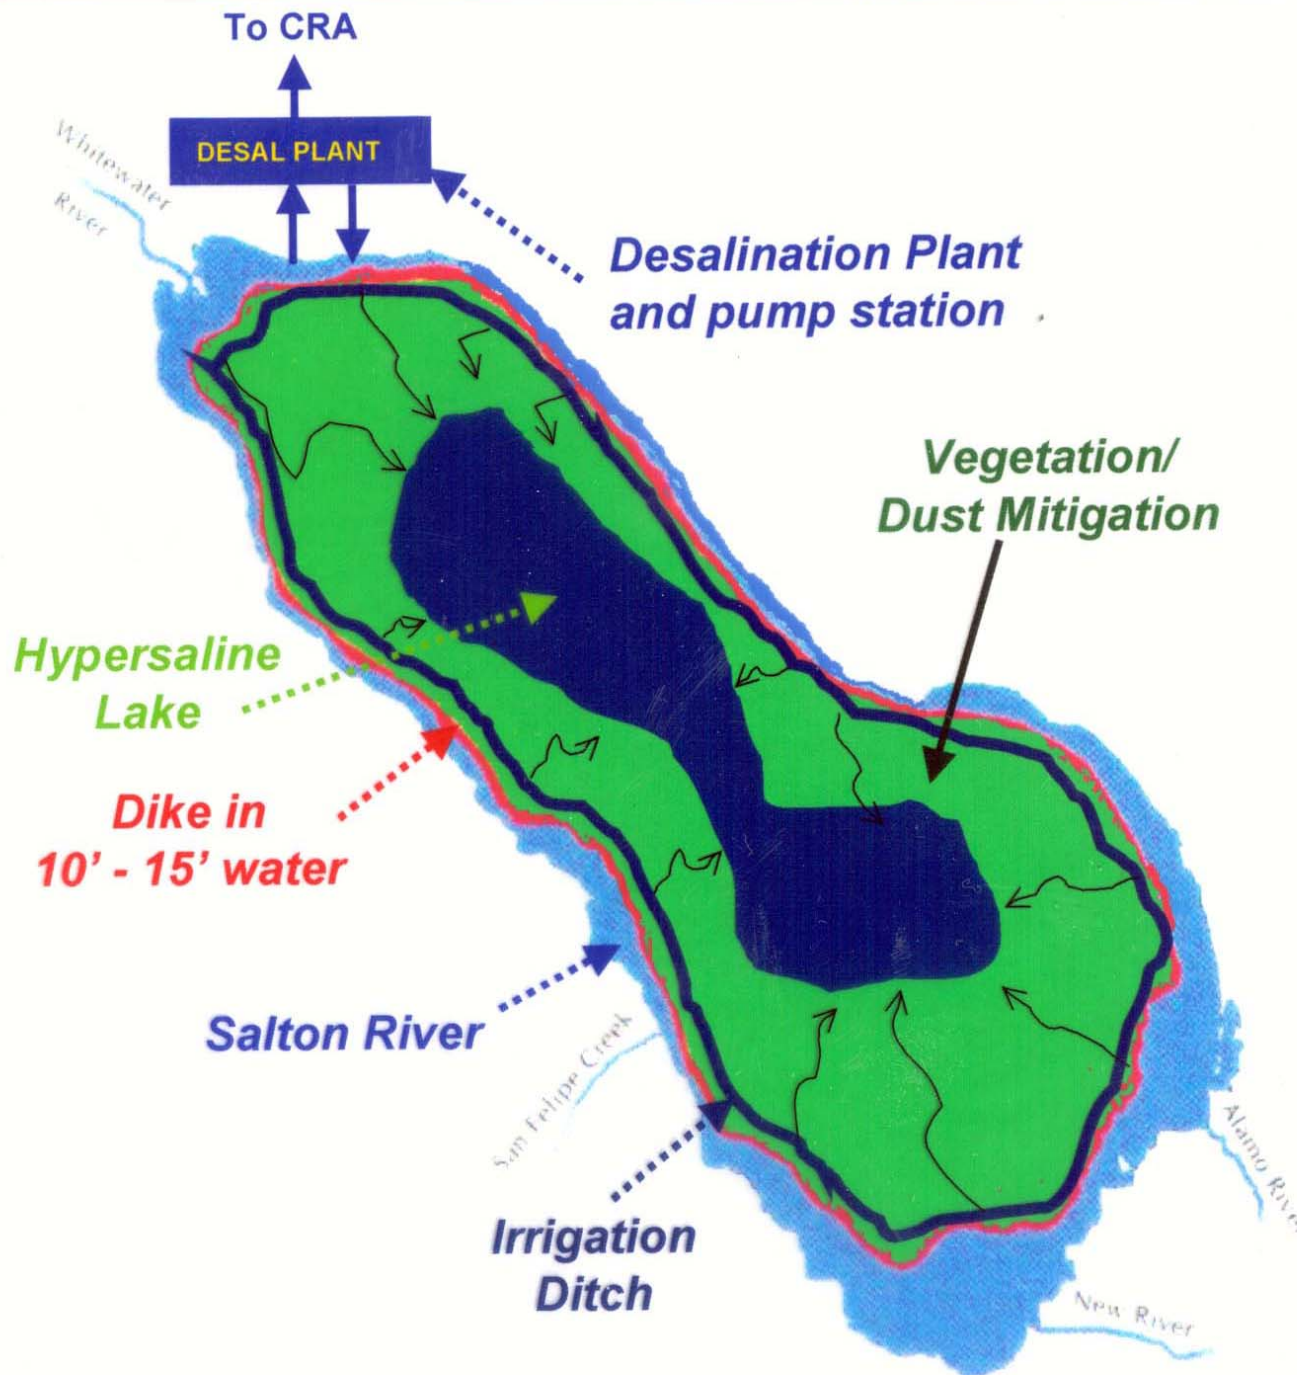 To CRA
DESAL PLANT
Whitewater
River
Desalination Plant
and pump station
Vegetation/
Dust Mitigation
Hypersaline
Lake
Dike in
10' - 15' water
Salton River
San Felipe Creek
Alamo River
Irrigation
Ditch
New River